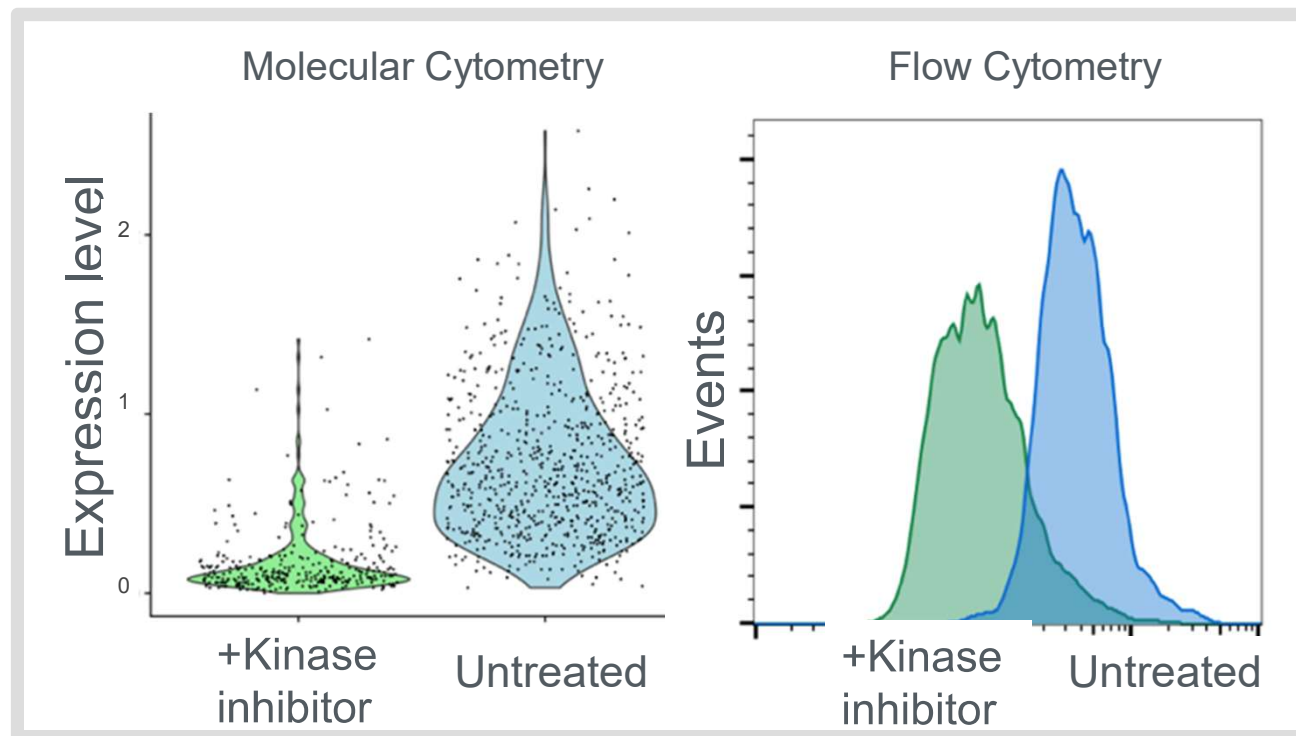 Molecular Cytometry
Flow Cytometry
Expression level
2
1
0
+Kinase
inhibitor
Untreated
Events
+Kinase
inhibitor
Untreated